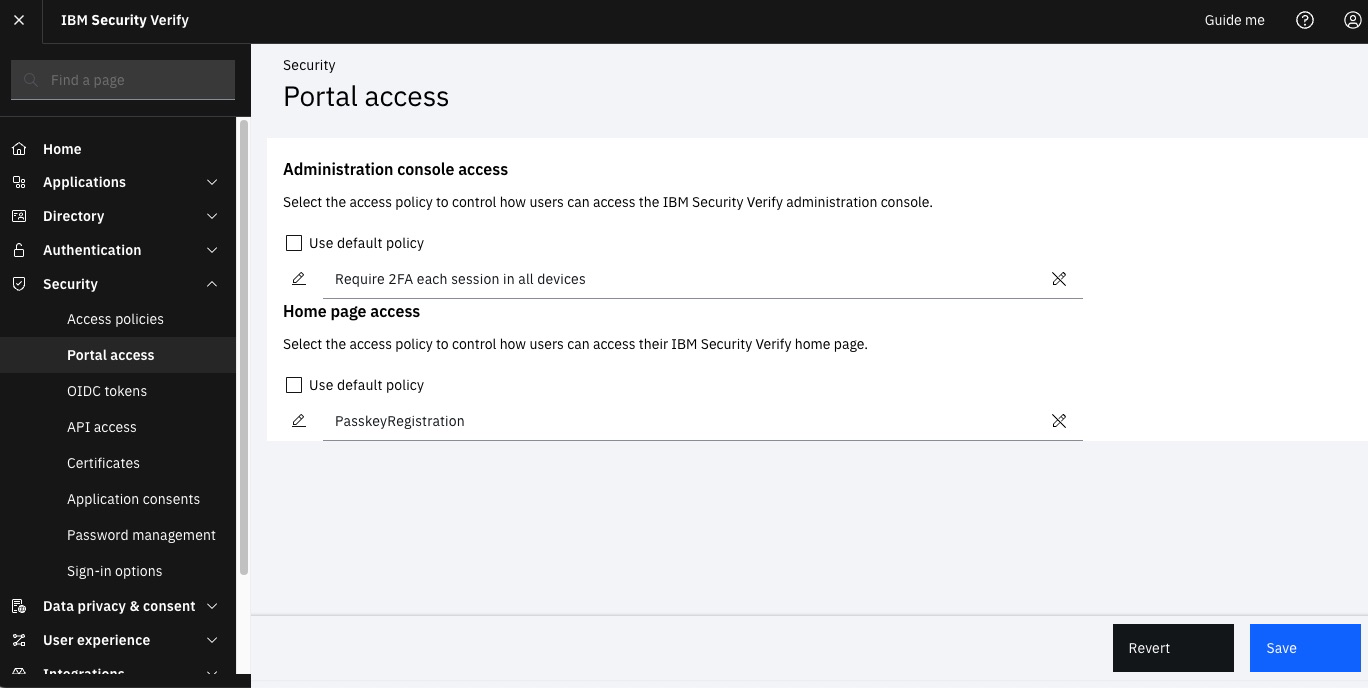 IBM Security Verify
Guide me
Find a page
Home
Applications
Directory
Authentication
Security
Access policies
Portal access
OIDC tokens
API access
Certificates
Application consents
Password management
Sign-in options
Data privacy & consent
User experience
Integrations
Security
Portal access
Administration console access
Select the access policy to control how users can access the IBM Security Verify administration console.
Use default policy
Require 2FA each session in all devices
Home page access
Select the access policy to control how users can access their IBM Security Verify home page.
Use default policy
PasskeyRegistration
Revert
Save